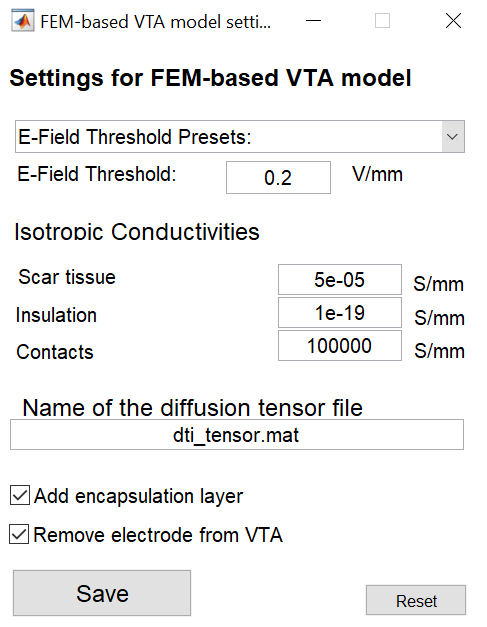 FEM-based VTA model setti...
Settings for FEM-based VTA model
E-Field Threshold Presets:
E-Field Threshold: 0.2 V/mm
Isotropic Conductivities
Scar tissue 5e-05 S/mm
Insulation 1e-19 S/mm
Contacts 100000 S/mm
Name of the diffusion tensor file
dti_tensor.mat
Add encapsulation layer
Remove electrode from VTA
Save Reset